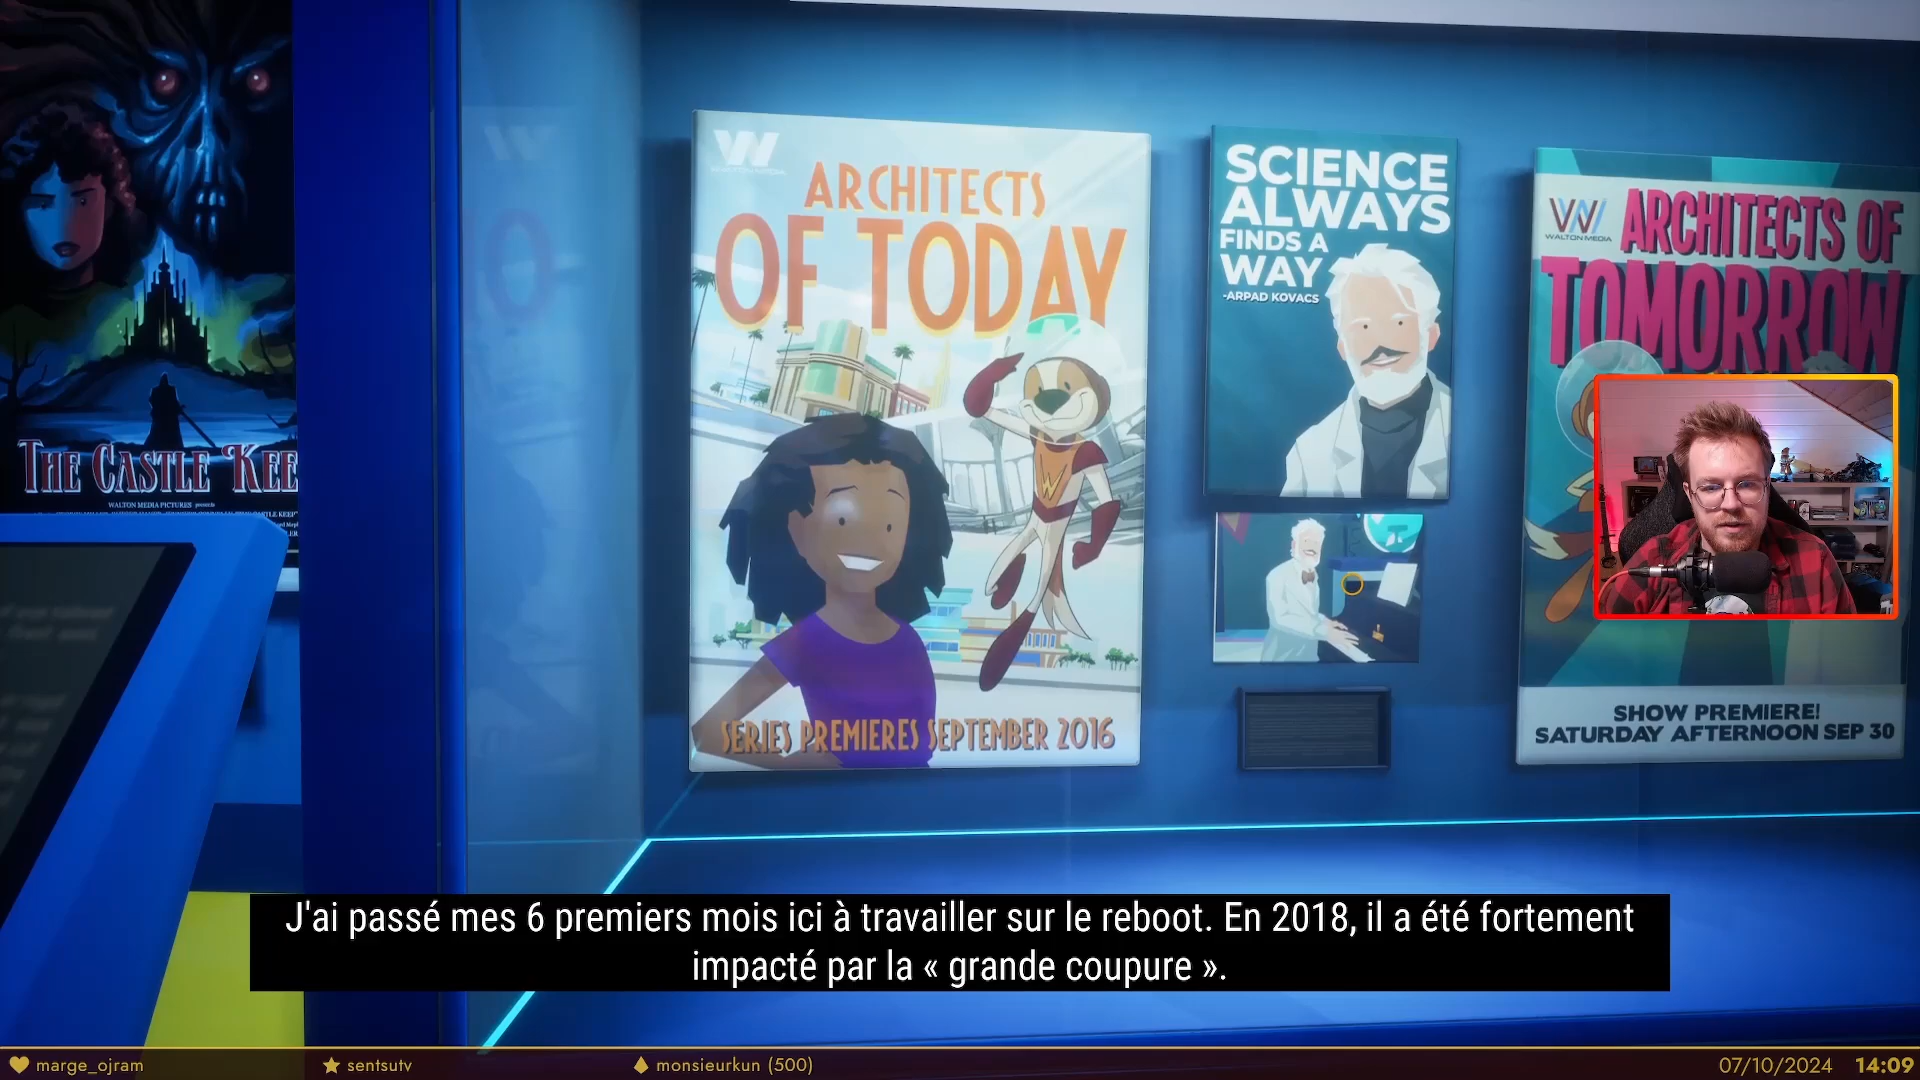 THE CASTLE KEE
WALTON MEDIA PICTURES presents
W
ARCHITECTS
OF TODAY
W
SERIES PREMIERES SEPTEMBER 2016
SCIENCE
ALWAYS
FINDS A
WAY
-ARPAD KOVACS
W
WALTON MEDIA
ARCHITECTS OF
TOMORROW
SHOW PREMIERE!
SATURDAY AFTERNOON SEP 30
J'ai passé mes 6 premiers mois ici à travailler sur le reboot. En 2018, il a été fortement
impacté par la « grande coupure ».
marge_ojram
sentsutv
monsieurkun (500)
07/10/2024 14:09